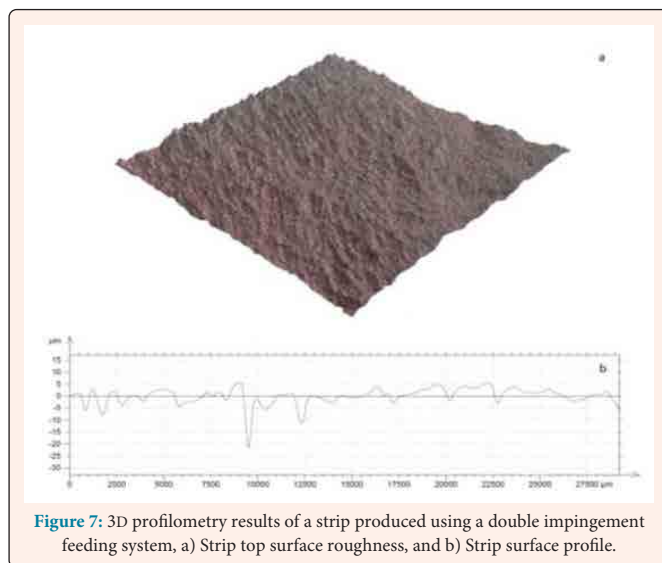 a
µm
b
15
10
5
0
-5
-10
-15
-20
-25
-30
0 2500 5000 7500 10000 12500 15000 17500 20000 22500 25000 27500 µm
Figure 7: 3D profilometry results of a strip produced using a double impingement
feeding system, a) Strip top surface roughness, and b) Strip surface profile.